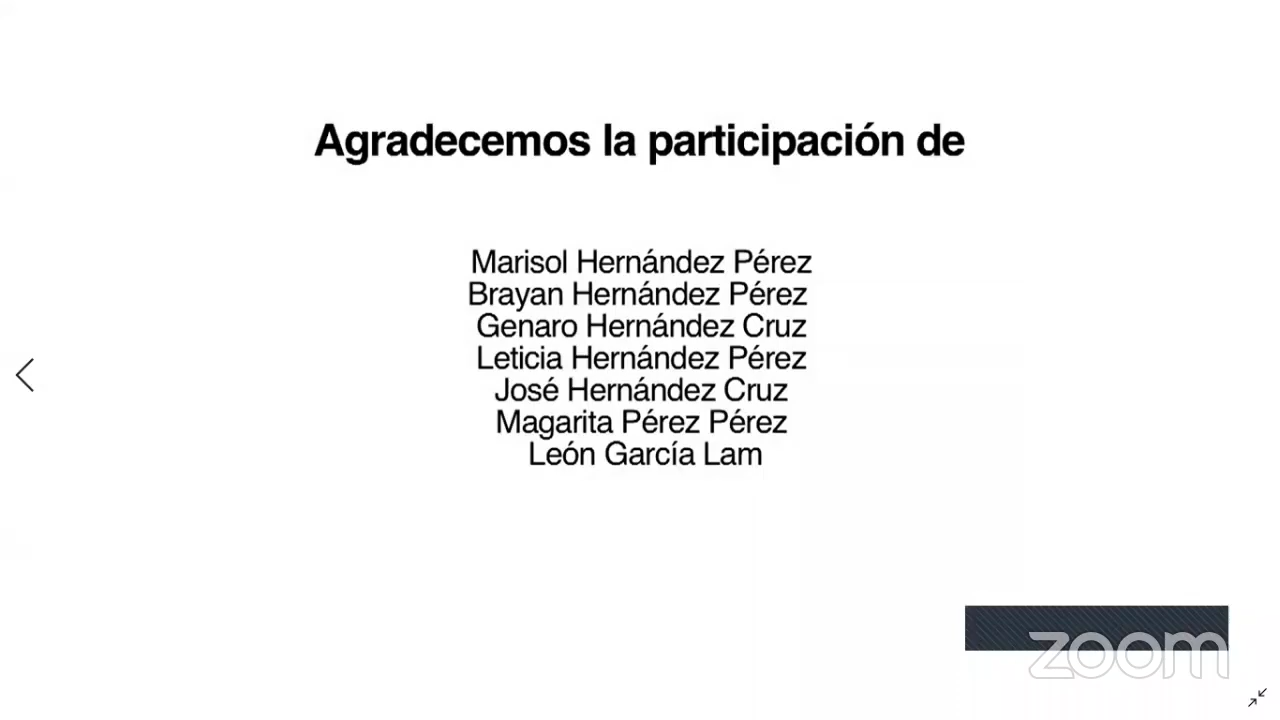 Agradecemos la participación de
Marisol Hernández Pérez
Brayan Hernández Pérez
Genaro Hernández Cruz
Leticia Hernández Pérez
José Hernández Cruz
Magarita Pérez Pérez
León García Lam
zoom